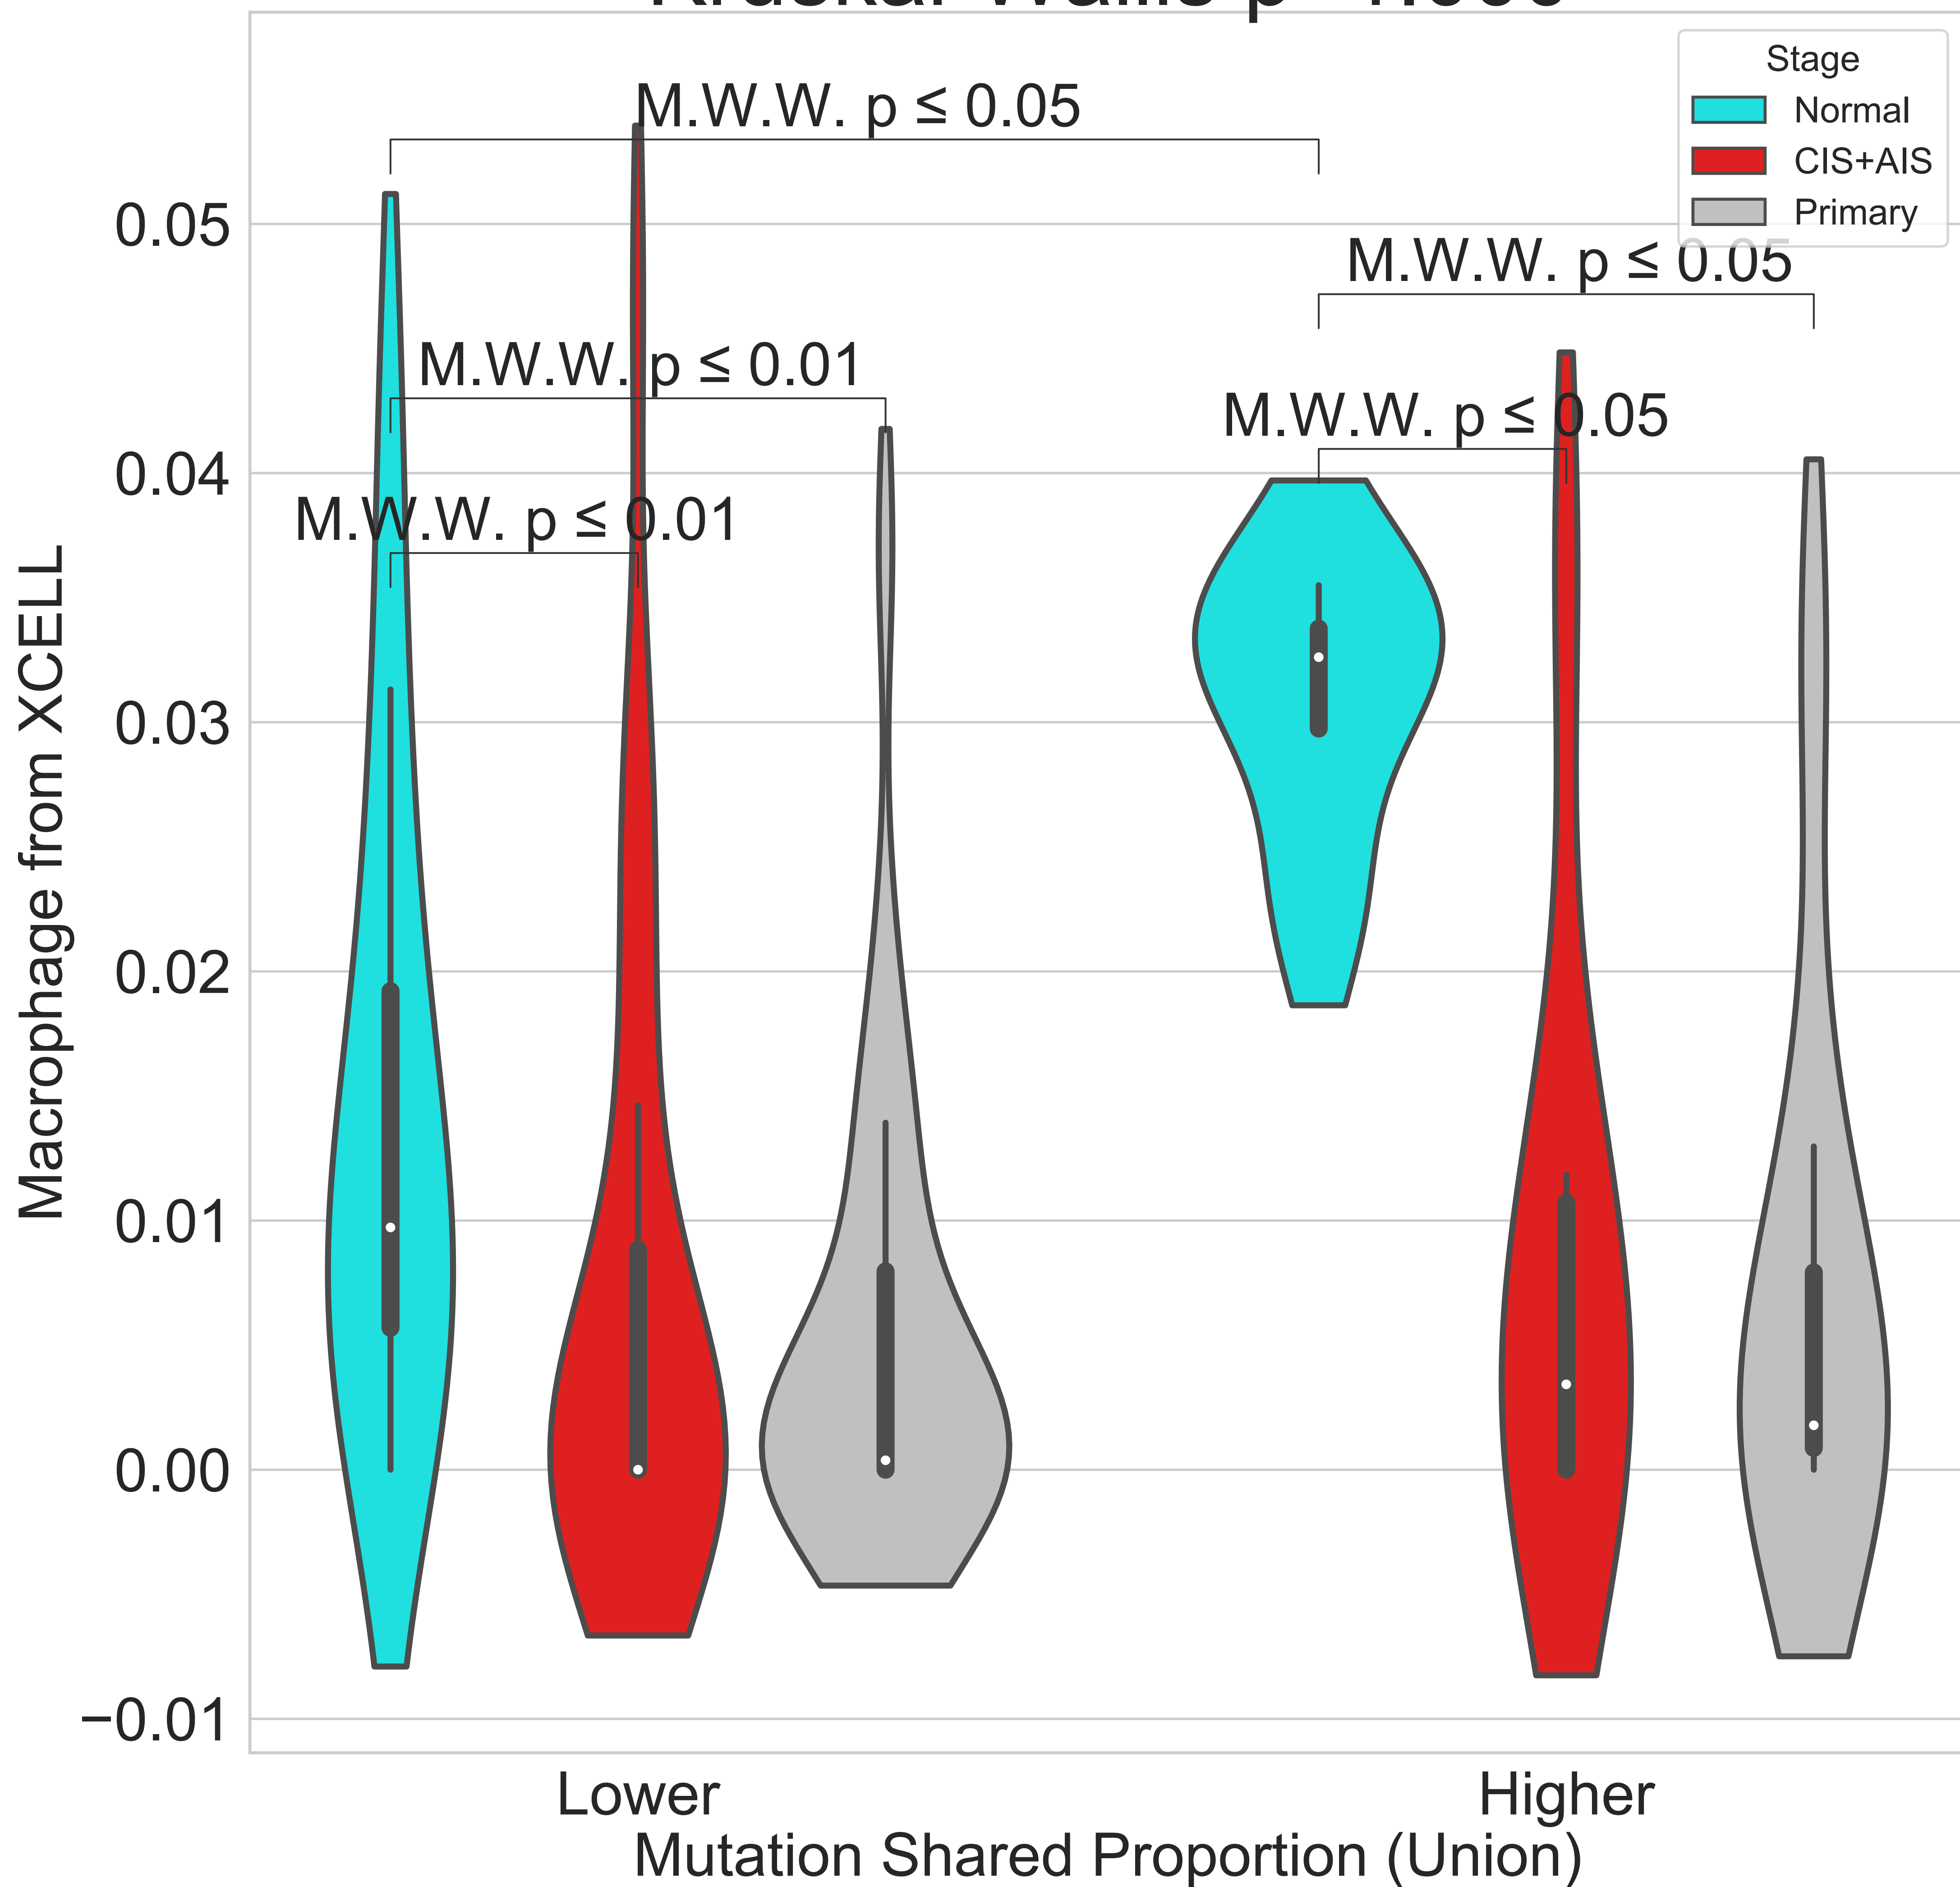 Stage
Normal
CIS+AIS
Primary
M.W.W. p ≤ 0.05
M.W.W. p ≤ 0.05
M.W.W. p ≤ 0.01
M.W.W. p ≤ 0.05
M.W.W. p ≤ 0.01
0.05
0.04
0.03
0.02
0.01
0.00
−0.01
Macrophage from XCELL
Lower
Higher
Mutation Shared Proportion (Union)